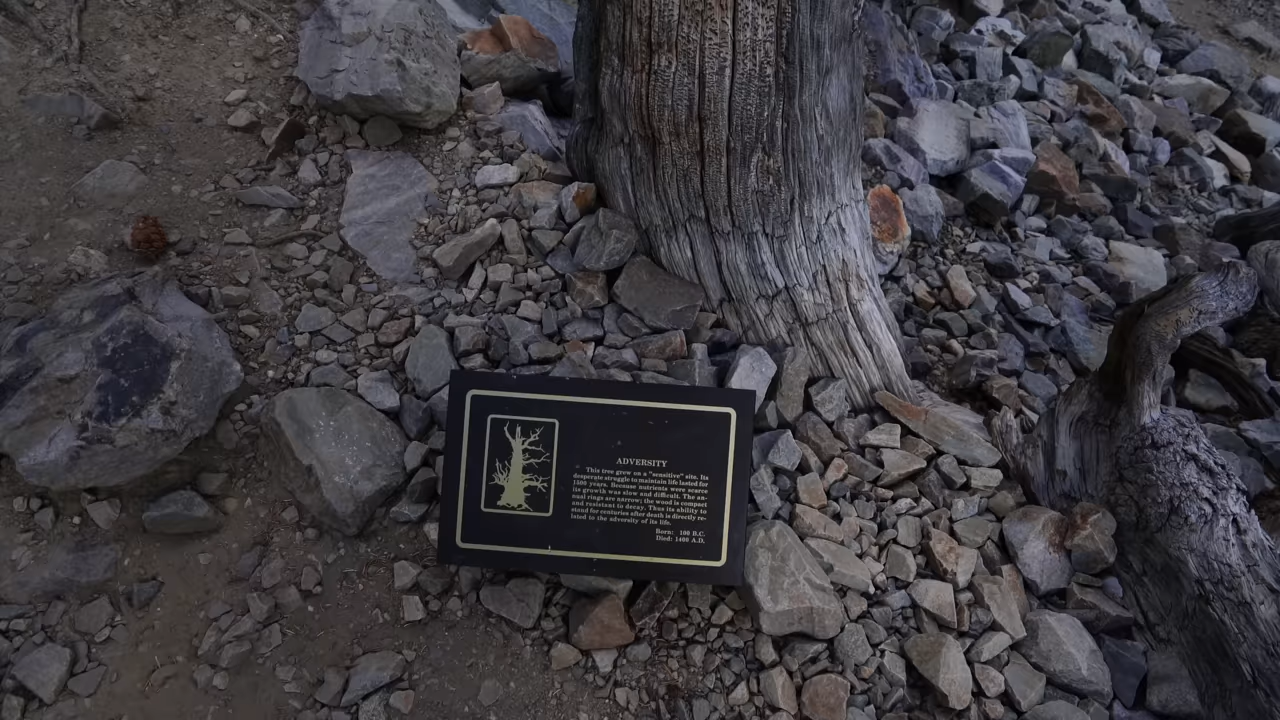 ADVERSITY
This tree grew on a "sensitive" site. Its
desperate struggle to maintain life lasted for
1500 years. Because nutrients were scarce
its growth was slow and difficult. The an-
nual rings are narrow; the wood is compact
and resistant to decay. Thus its ability to
stand for centuries after death is directly re-
lated to the adversity of its life.
Born: 100 B.C.
Died: 1400 A.D.